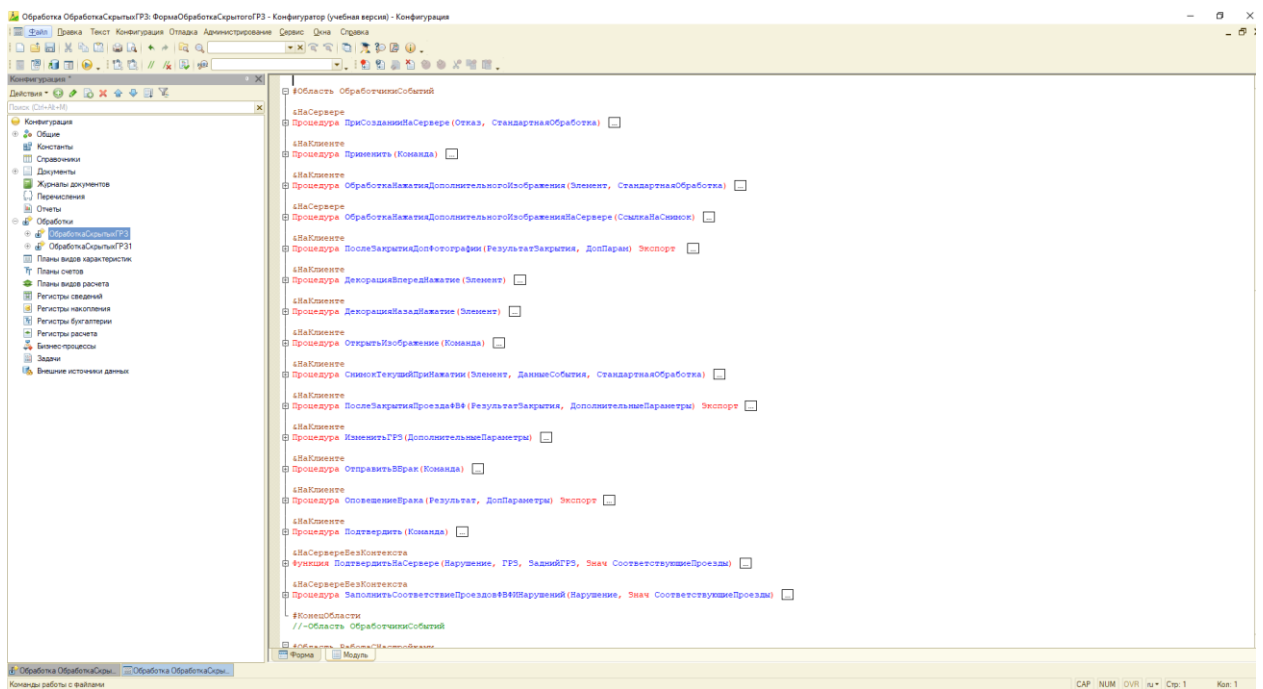 Обработка ОбработкаСкрытыхГРЗ: ФормаОбработкаСкрытогоГРЗ - Конфигуратор (учебная версия) - Конфигурация
Файл Правка Текст Конфигурация Отладка Администрирование Сервис Окна Справка
Конфигурация *
Действия
Поиск (Ctrl+Alt+M)
Конфигурация
Общие
Константы
Справочники
Документы
Журналы документов
Перечисления
Отчеты
Обработки
ОбработкаСкрытыхГРЗ
ОбработкаСкрытыхГРЗ1
Планы видов характеристик
Планы счетов
Планы видов расчета
Регистры сведений
Регистры накопления
Регистры бухгалтерии
Регистры расчета
Бизнес-процессы
Задачи
Внешние источники данных
#Область ОбработчикиСобытий
&НаСервере
Процедура ПриСозданииНаСервере(Отказ, СтандартнаяОбработка) ...
&НаКлиенте
Процедура Применить(Команда) ...
&НаКлиенте
Процедура ОбработкаНажатияДополнительногоИзображения(Элемент, СтандартнаяОбработка) ...
&НаСервере
Процедура ОбработкаНажатияДополнительногоИзображенияНаСервере(СсылкаНаСнимок) ...
&НаКлиенте
Процедура ПослеЗакрытияДопФотографии(РезультатЗакрытия, ДопПарам) Экспорт ...
&НаКлиенте
Процедура ДекорацияВпередНажатие(Элемент) ...
&НаКлиенте
Процедура ДекорацияНазадНажатие(Элемент) ...
&НаКлиенте
Процедура ОткрытьИзображение(Команда) ...
&НаКлиенте
Процедура СнимокТекущийПриНажатии(Элемент, ДанныеСобытия, СтандартнаяОбработка) ...
&НаКлиенте
Процедура ПослеЗакрытияПроездаФВФ(РезультатЗакрытия, ДополнительныеПараметры) Экспорт ...
&НаКлиенте
Процедура ИзменитьГРЗ(ДополнительныеПараметры) ...
&НаКлиенте
Процедура ОтправитьВБрак(Команда) ...
&НаКлиенте
Процедура ОповещениеБрака(Результат, ДопПараметры) Экспорт ...
&НаКлиенте
Процедура Подтвердить(Команда) ...
&НаСервереБезКонтекста
Функция ПодтвердитьНаСервере(Нарушение, ГРЗ, ЗаднийГРЗ, Знач СоответствующиеПроезды) ...
&НаСервереБезКонтекста
Процедура ЗаполнитьСоответствиеПроездовФВФИНарушений(Нарушение, Знач СоответствующиеПроезды) ...
#КонецОбласти
//-Область ОбработчикиСобытий
#Область РаботаСНастройками
Форма Модуль
Обработка ОбработкаСкры... Обработка ОбработкаСкры...
Команды работы с файлами CAP NUM OVR ru Стр: 1 Кол: 1